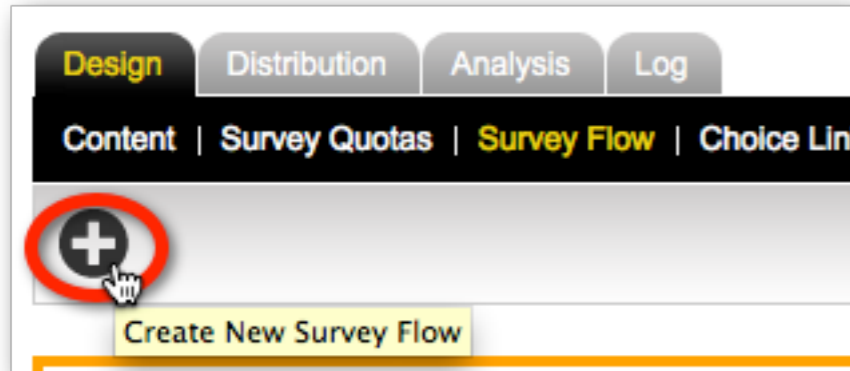 Design Distribution Analysis Log
Content | Survey Quotas | Survey Flow | Choice Lin
Create New Survey Flow